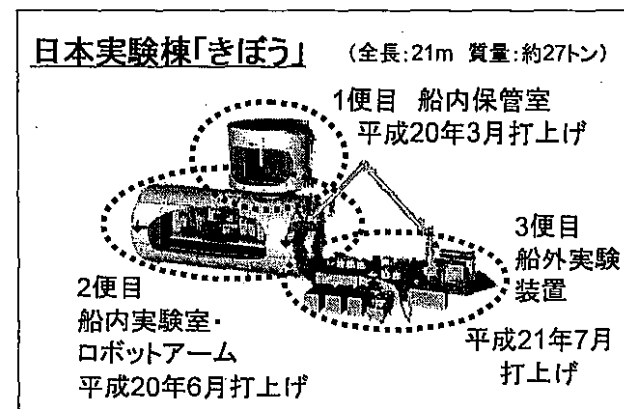 日本実験棟「きぼう」 (全長:21m 質量:約27トン)
1便目 船内保管室
平成20年3月打上げ
3便目
船外実験
装置
平成21年7月
打上げ
2便目
船内実験室・
ロボットアーム
平成20年6月打上げ